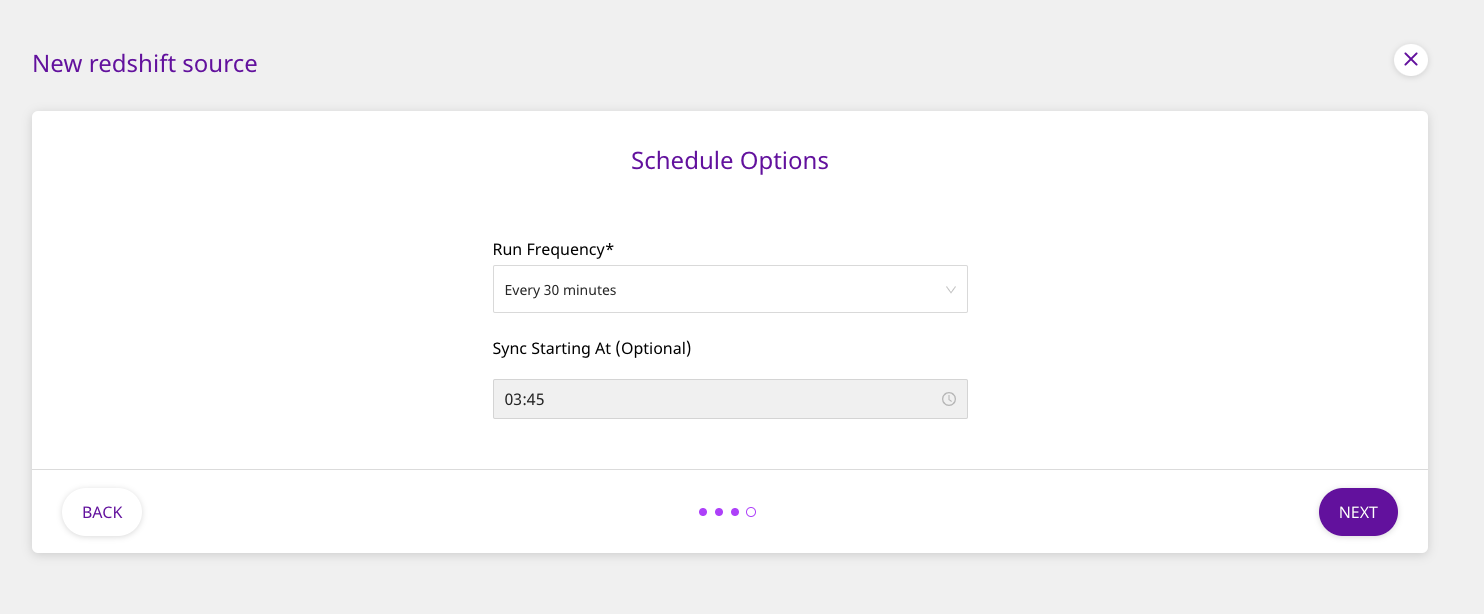 New redshift source
Schedule Options
Run Frequency*
Every 30 minutes
Sync Starting At (Optional)
03:45
BACK
NEXT